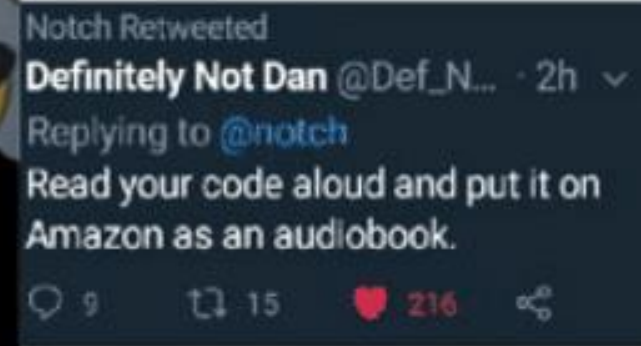 Notch Retweeted
Definitely Not Dan @Def_N... · 2h
Replying to @notch
Read your code aloud and put it on
Amazon as an audiobook.
9 15 216